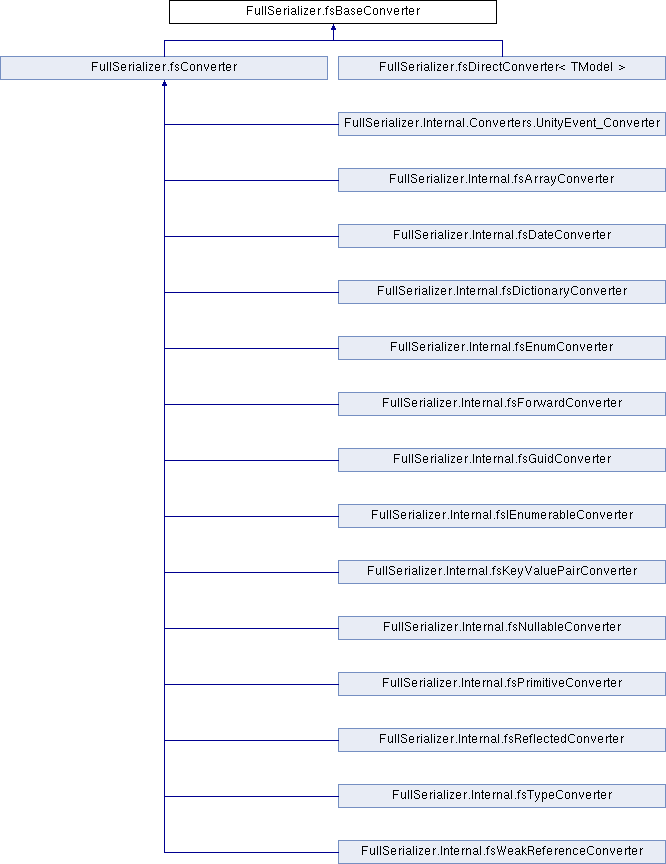 FullSerializer.fsBaseConverter
FullSerializer.fsConverter
FullSerializer.fsDirectConverter< TModel >
FullSerializer.Internal.Converters.UnityEvent_Converter
FullSerializer.Internal.fsArrayConverter
FullSerializer.Internal.fsDateConverter
FullSerializer.Internal.fsDictionaryConverter
FullSerializer.Internal.fsEnumConverter
FullSerializer.Internal.fsForwardConverter
FullSerializer.Internal.fsGuidConverter
FullSerializer.Internal.fsIEnumerableConverter
FullSerializer.Internal.fsKeyValuePairConverter
FullSerializer.Internal.fsNullableConverter
FullSerializer.Internal.fsPrimitiveConverter
FullSerializer.Internal.fsReflectedConverter
FullSerializer.Internal.fsTypeConverter
FullSerializer.Internal.fsWeakReferenceConverter